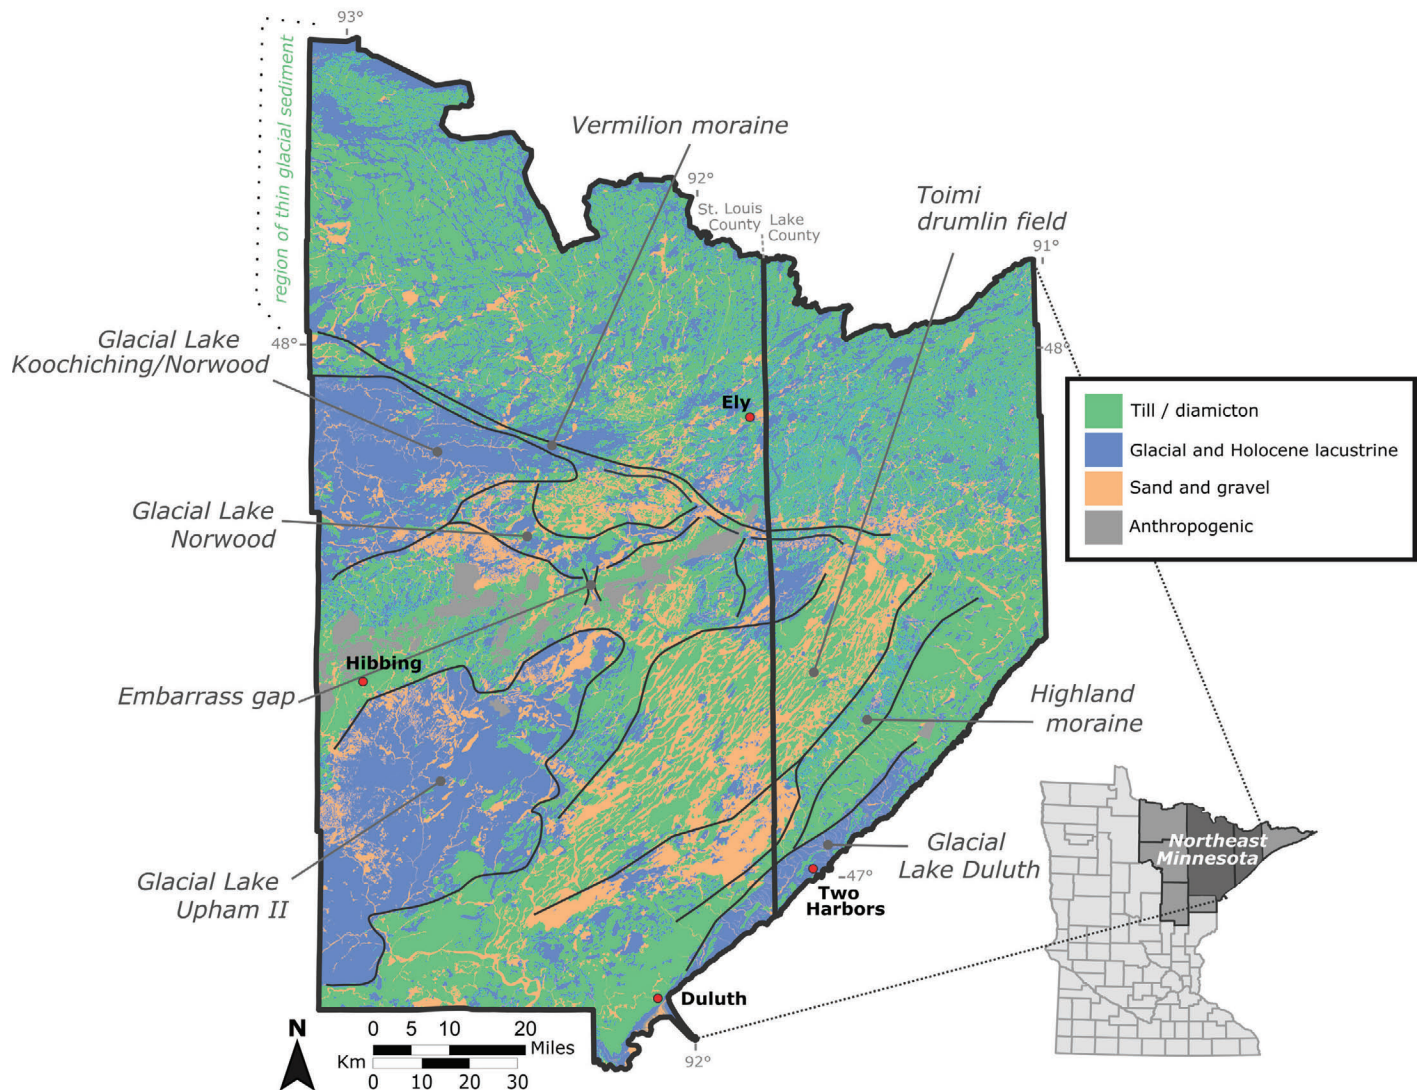 93°
region of thin glacial sediment
Vermilion moraine
92°
St. Louis
County
Lake
County
Toimi
drumlin field
91°
Glacial Lake
Koochiching/Norwood
48°
48°
Till / diamicton
Glacial and Holocene lacustrine
Sand and gravel
Anthropogenic
Ely
Glacial Lake
Norwood
Hibbing
Embarrass gap
Highland
moraine
Glacial Lake
Upham II
Glacial
Lake Duluth
47°
Two
Harbors
Northeast
Minnesota
Duluth
92°
N
0 5 10 20
Miles
Km
0 10 20 30